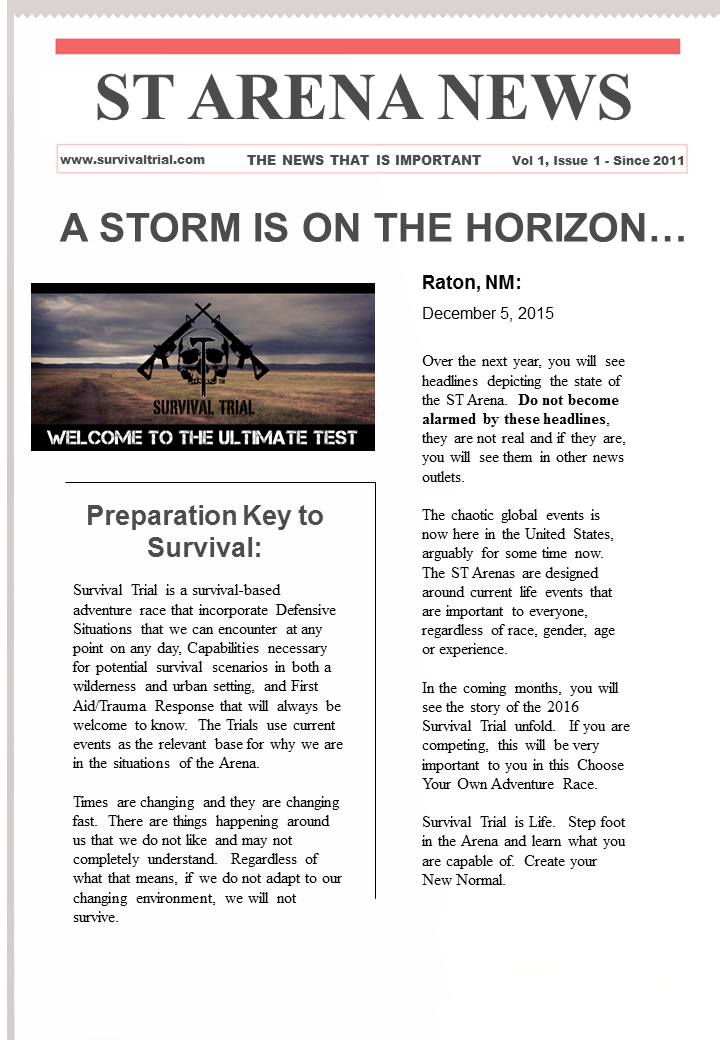 ST ARENA NEWS
www.survivaltrial.com THE NEWS THAT IS IMPORTANT Vol 1, Issue 1 - Since 2011
A STORM IS ON THE HORIZON…
SURVIVAL TRIAL
WELCOME TO THE ULTIMATE TEST
Preparation Key to
Survival:
Survival Trial is a survival-based
adventure race that incorporate Defensive
Situations that we can encounter at any
point on any day, Capabilities necessary
for potential survival scenarios in both a
wilderness and urban setting, and First
Aid/Trauma Response that will always be
welcome to know. The Trials use current
events as the relevant base for why we are
in the situations of the Arena.
Times are changing and they are changing
fast. There are things happening around
us that we do not like and may not
completely understand. Regardless of
what that means, if we do not adapt to our
changing environment, we will not
survive.
Raton, NM:
December 5, 2015
Over the next year, you will see
headlines depicting the state of
the ST Arena. Do not become
alarmed by these headlines,
they are not real and if they are,
you will see them in other news
outlets.
The chaotic global events is
now here in the United States,
arguably for some time now.
The ST Arenas are designed
around current life events that
are important to everyone,
regardless of race, gender, age
or experience.
In the coming months, you will
see the story of the 2016
Survival Trial unfold. If you are
competing, this will be very
important to you in this Choose
Your Own Adventure Race.
Survival Trial is Life. Step foot
in the Arena and learn what you
are capable of. Create your
New Normal.